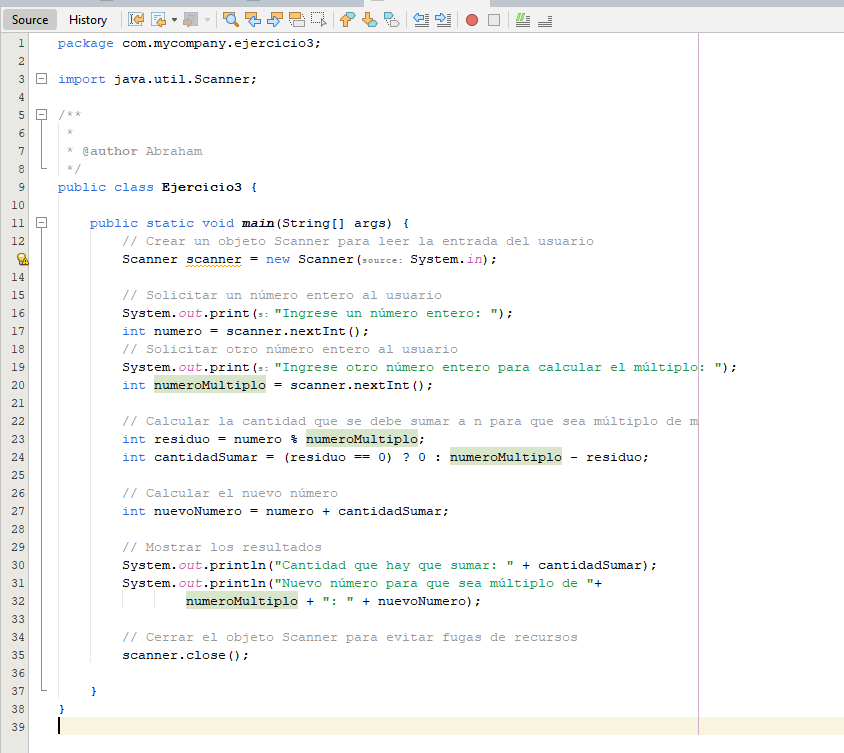 Source History
1 package com.mycompany.ejercicio3;
2
3 import java.util.Scanner;
4
5 /**
6 *
7 * @author Abraham
8 */
9 public class Ejercicio3 {
10
11 public static void main(String[] args) {
12 // Crear un objeto Scanner para leer la entrada del usuario
Scanner scanner = new Scanner(source: System.in);
14
15 // Solicitar un número entero al usuario
16 System.out.print(s: "Ingrese un número entero: ");
17 int numero = scanner.nextInt();
18 // Solicitar otro número entero al usuario
19 System.out.print(s: "Ingrese otro número entero para calcular el múltiplo: ");
20 int numeroMultiplo = scanner.nextInt();
21
22 // Calcular la cantidad que se debe sumar a n para que sea múltiplo de m
23 int residuo = numero % numeroMultiplo;
24 int cantidadSumar = (residuo == 0) ? 0 : numeroMultiplo - residuo;
25
26 // Calcular el nuevo número
27 int nuevoNumero = numero + cantidadSumar;
28
29 // Mostrar los resultados
30 System.out.println("Cantidad que hay que sumar: " + cantidadSumar);
31 System.out.println("Nuevo número para que sea múltiplo de "+
32 numeroMultiplo + ": " + nuevoNumero);
33
34 // Cerrar el objeto Scanner para evitar fugas de recursos
35 scanner.close();
36
37 }
38 }
39